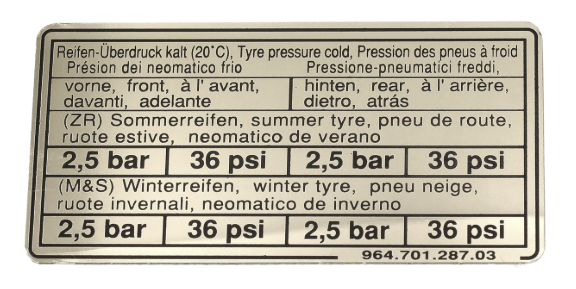 Reifen-Überdruck kalt (20°C), Tyre pressure cold, Pression des pneus à froid
Présion dei neomatico frio Pressione-pneumatici freddi,
vorne, front, à l' avant, hinten, rear, à l' arrière,
davanti, adelante dietro, atrás
(ZR) Sommerreifen, summer tyre, pneu de route,
ruote estive, neomatico de verano
2,5 bar 36 psi 2,5 bar 36 psi
(M&S) Winterreifen, winter tyre, pneu neige,
ruote invernali, neomatico de inverno
2,5 bar 36 psi 2,5 bar 36 psi
964.701.287.03